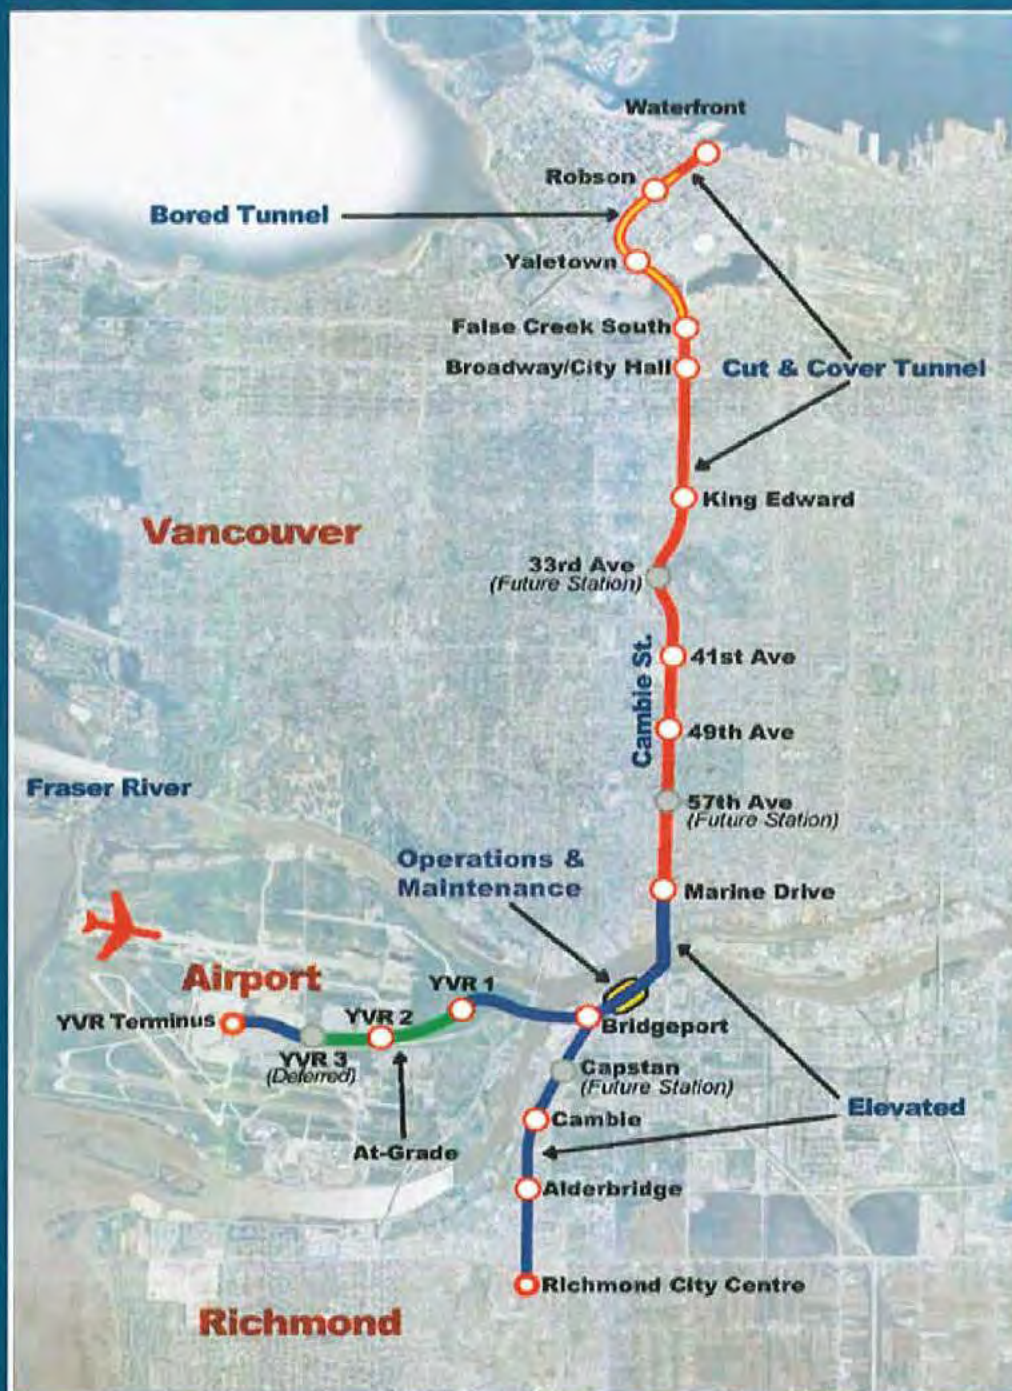 Waterfront
Robson
Bored Tunnel
Yaletown
False Creek South
Broadway/City Hall
Cut & Cover Tunnel
King Edward
Vancouver
33rd Ave
(Future Station)
Cambie St.
41st Ave
49th Ave
Fraser River
57th Ave
(Future Station)
Operations &
Maintenance
Marine Drive
Airport
YVR 1
YVR Terminus
YVR 2
Bridgeport
YVR 3
(Deferred)
Capstan
(Future Station)
Elevated
Cambie
At-Grade
Alderbridge
Richmond City Centre
Richmond